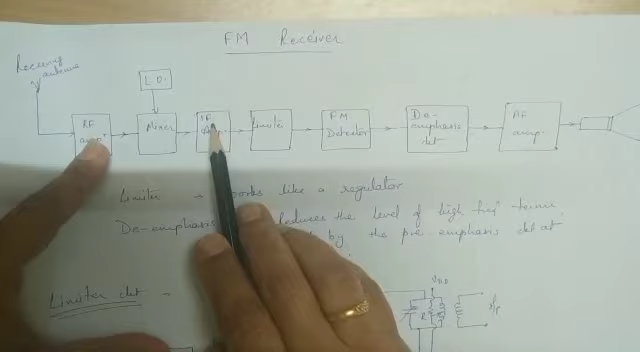 FM Receiver
Receiving
antenna
L.O.
RF
amp^r
Mixer
IF
Limiter
FM
Detector
De-
emphasis
ckt
AF
amp.
Limiter → works like a regulator
De-emphasis reduces the level of high freq^y terms,
by the pre-emphasis ckt at
Limiter ckt →
V_DD
R
o/p